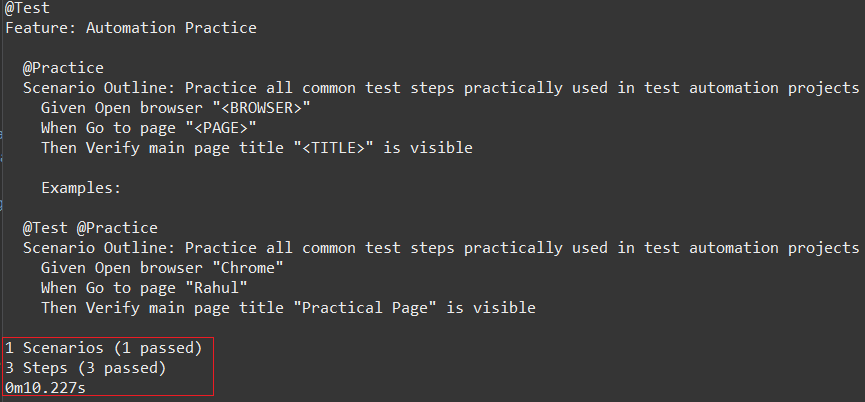 @Test
Feature: Automation Practice
@Practice
Scenario Outline: Practice all common test steps practically used in test automation projects
Given Open browser "<BROWSER>"
When Go to page "<PAGE>"
Then Verify main page title "<TITLE>" is visible
Examples:
@Test @Practice
Scenario Outline: Practice all common test steps practically used in test automation projects
Given Open browser "Chrome"
When Go to page "Rahul"
Then Verify main page title "Practical Page" is visible
1 Scenarios (1 passed)
3 Steps (3 passed)
0m10.227s